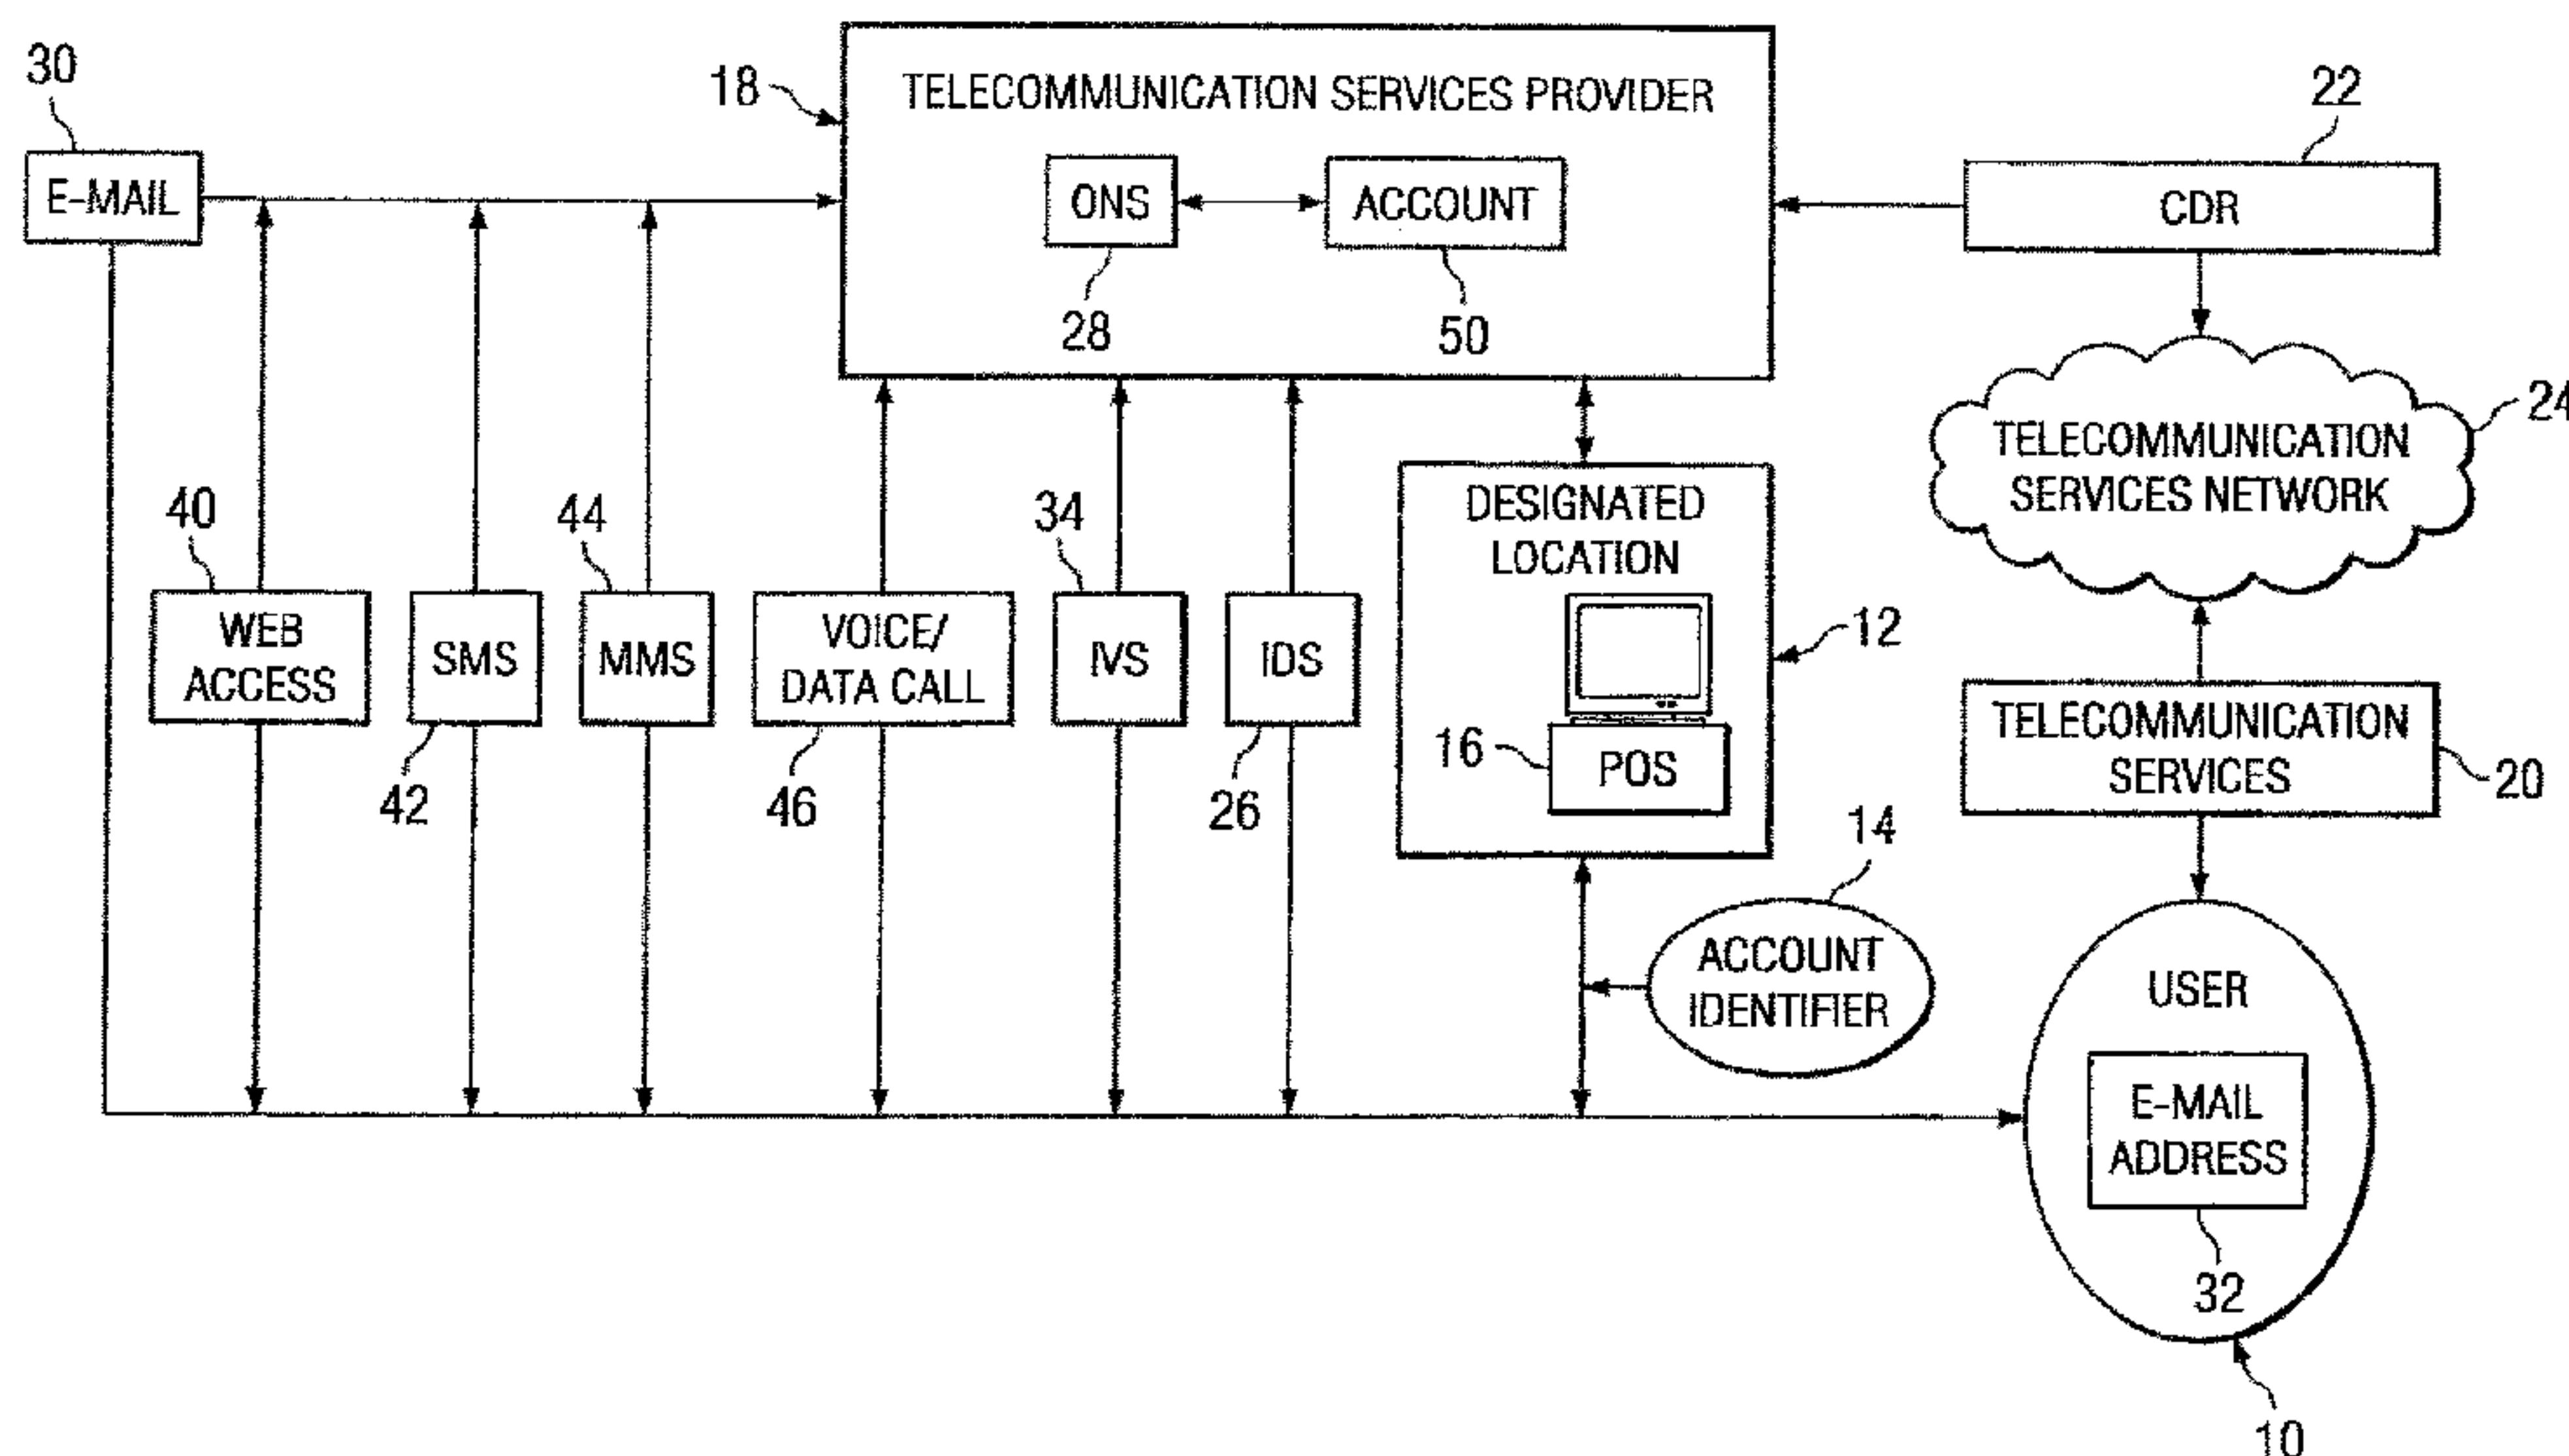 30
E-MAIL
18
TELECOMMUNICATION SERVICES PROVIDER
ONS
ACCOUNT
28
50
22
CDR
TELECOMMUNICATION
SERVICES NETWORK
24
40
WEB
ACCESS
SMS
42
44
MMS
VOICE/
DATA CALL
46
34
IVS
IDS
26
DESIGNATED
LOCATION
12
16
POS
14
ACCOUNT
IDENTIFIER
TELECOMMUNICATION
SERVICES
20
USER
E-MAIL
ADDRESS
32
10